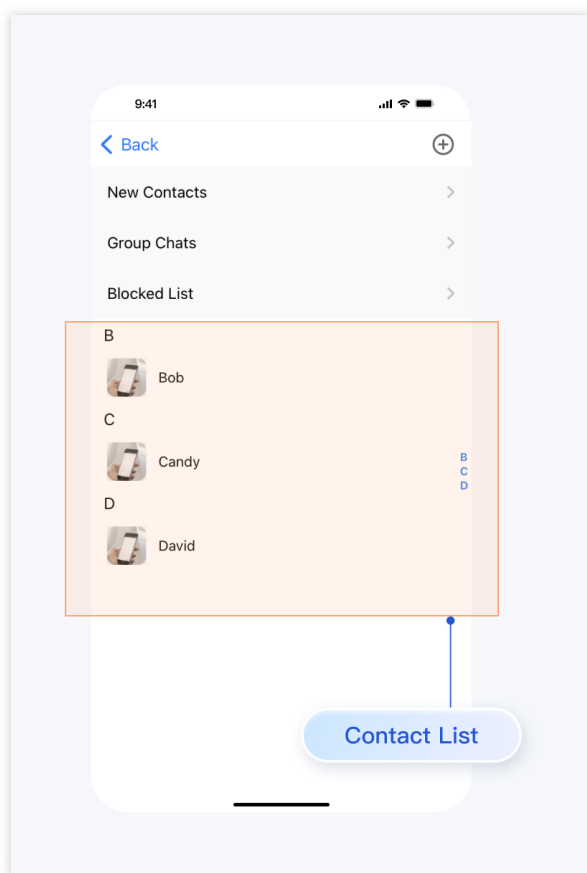 9:41
Back
New Contacts
Group Chats
Blocked List
B
Bob
C
Candy
B
C
D
D
David
Contact List